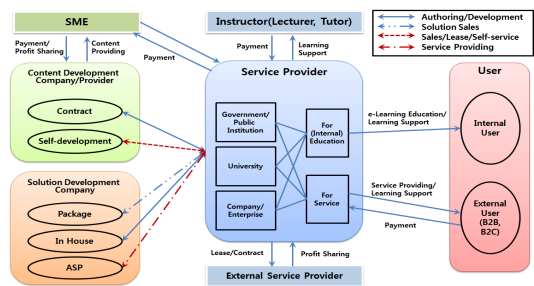 SME
Instructor(Lecturer, Tutor)
Authoring/Development
Solution Sales
Sales/Lease/Self-service
Service Providing
Payment/
Profit Sharing
Content
Providing
Payment
Payment
Learning
Support
Content Development
Company/Provider
Contract
Self-development
Service Provider
Government/
Public
Institution
University
Company/
Enterprise
For
(Internal)
Education
For
Service
e-Learning Education/
Learning Support
Service Providing/
Learning Support
Payment
User
Internal
User
External
User
(B2B,
B2C)
Solution Development
Company
Package
In House
ASP
Lease/Contract
Profit Sharing
External Service Provider